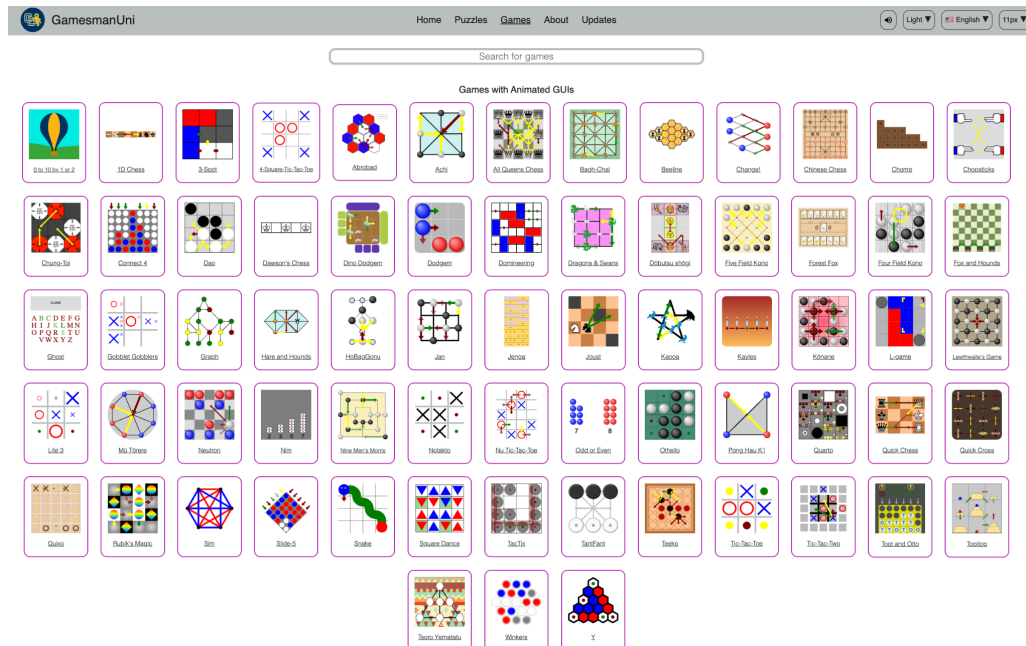 GamesmanUni
Home Puzzles Games About Updates
Light ▼ English ▼ 11px ▼
Search for games
Games with Animated GUIs
0 to 10 by 1 or 2 1D Chess 3-Spot 4-Square-Tic-Tac-Toe Abrobad Achi All Queens Chess Bagh-Chal Beeline Change! Chinese Chess Chomp Chopsticks
Chung-Toi Connect 4 Dao Dawson's Chess Dino Dodgem Dodgem Domineering Dragons & Swans Dōbutsu shōgi Five Field Kono Forest Fox Four Field Kono Fox and Hounds
GAME
A B C D E F G
H I J K L M N
O P Q R S T U
V W X Y Z
Ghost Gobblet Gobblers Graph Hare and Hounds HoBagGonu Jan Jenga Joust Kaooa Kayles Kōnane L-game Lewthwaite's Game
2 3 5 7
7 8
Lite 3 Mū Tōrere Neutron Nim Nine Men's Morris Notakto Nu Tic-Tac-Toe Odd or Even Othello Pong Hau K'i Quarto Quick Chess Quick Cross
Quixo Rubik's Magic Sim Slide-5 Snake Square Dance TacTix TantFant Teeko Tic-Tac-Toe Tic-Tac-Two Toot and Otto Topitop
Tsoro Yematatu Winkers Y